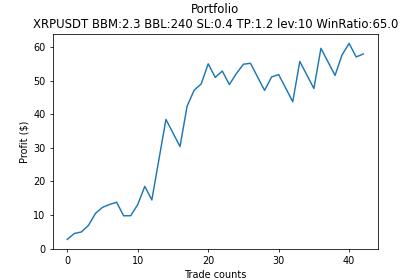 Portfolio
XRPUSDT BBM:2.3 BBL:240 SL:0.4 TP:1.2 lev:10 WinRatio:65.0
60
50
40
30
20
10
0
Profit ($)
0 10 20 30 40
Trade counts